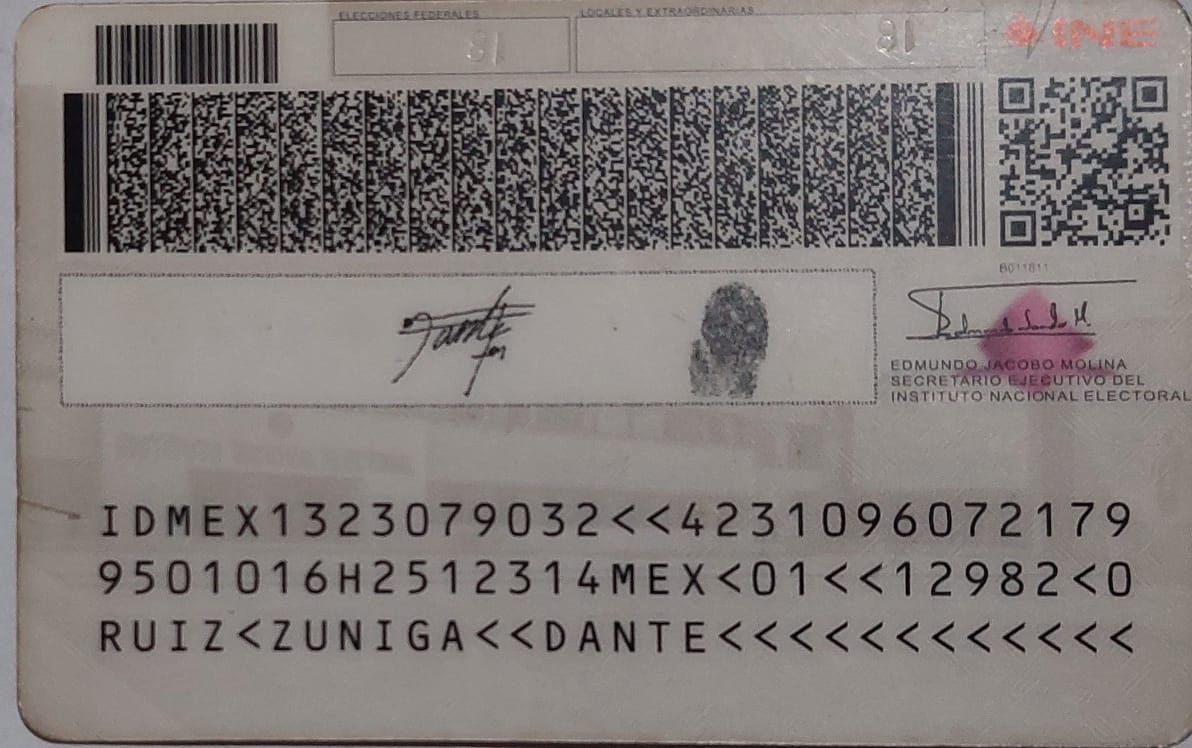 ELECCIONES FEDERALES
LOCALES Y EXTRAORDINARIAS
18
18
INE
B011811
EDMUNDO JACOBO MOLINA
SECRETARIO EJECUTIVO DEL
INSTITUTO NACIONAL ELECTORAL
IDMEX1323079032<<4231096072179
9501016H2512314MEX<01<<12982<0
RUIZ<ZUNIGA<<DANTE<<<<<<<<<<<<